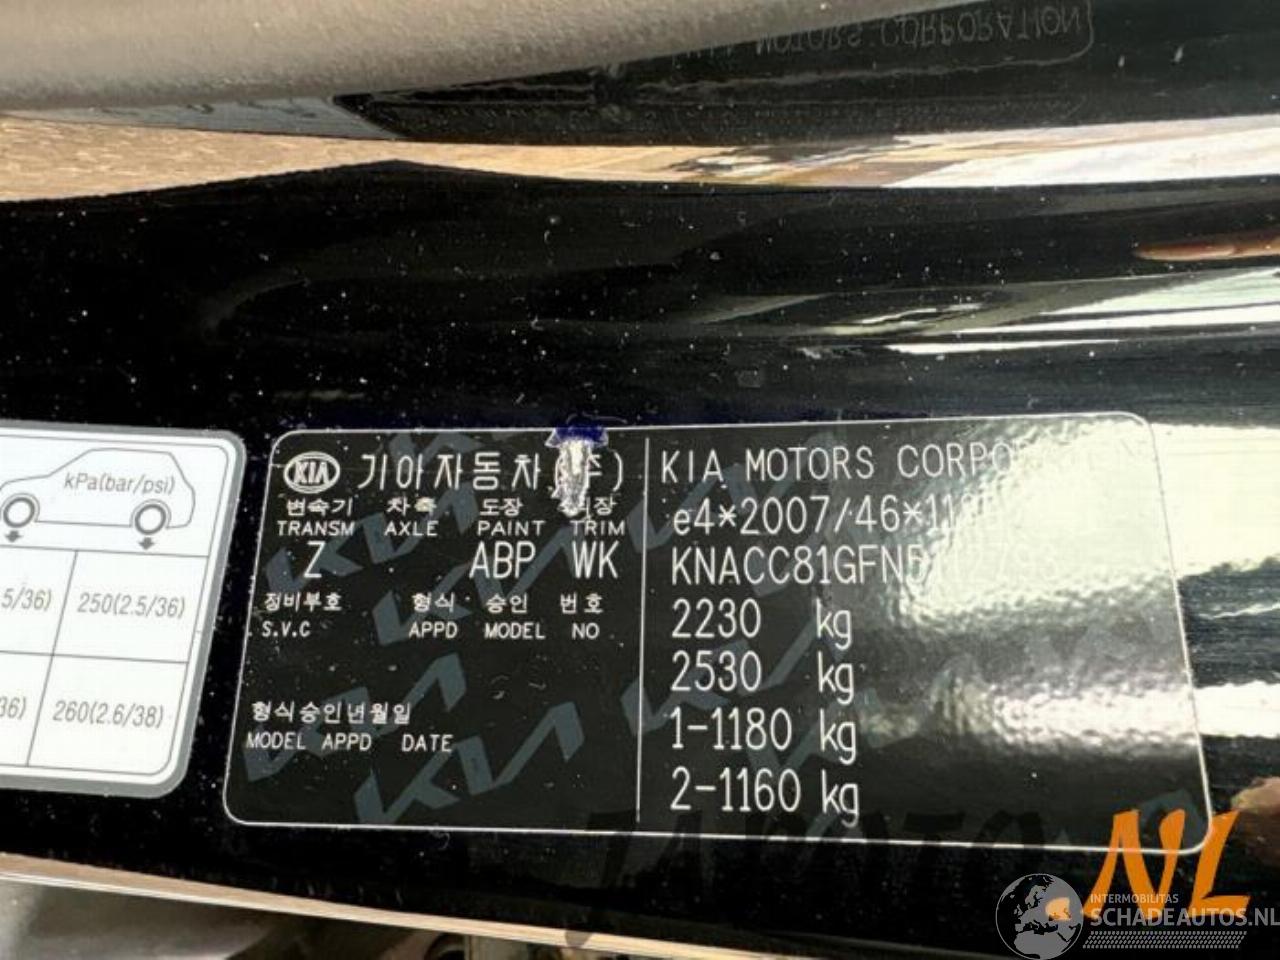 KIA MOTORS CORPORATION
kPa(bar/psi)
5/36) 250(2.5/36)
36) 260(2.6/38)
KIA 기아자동차(주)
변속기 차축 도장
TRANSM AXLE PAINT TRIM
Z ABP WK
정비부호 형식 승인 번호
S.V.C APPD MODEL NO
형식승인년월일
MODEL APPD DATE
KIA MOTORS
e4*2007/46*11
KNACC81GFN5
2230 kg
2530 kg
1-1180 kg
2-1160 kg
.NL
INTERMOBILITAS
SCHADEAUTOS.NL